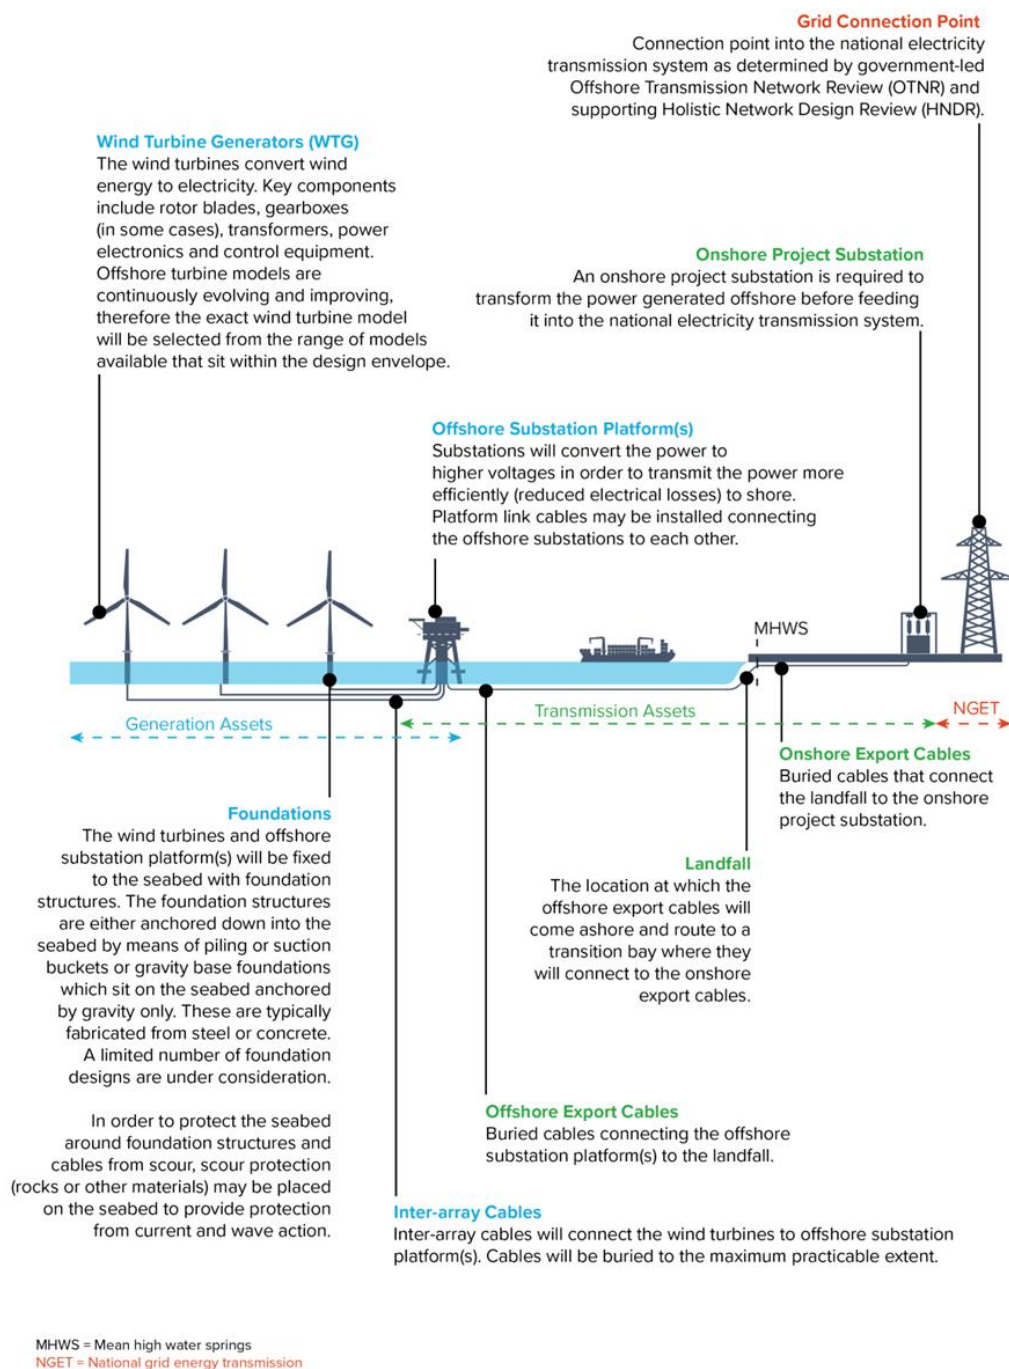 Grid Connection Point
Connection point into the national electricity
transmission system as determined by government-led
Offshore Transmission Network Review (OTNR) and
supporting Holistic Network Design Review (HNDR).
Wind Turbine Generators (WTG)
The wind turbines convert wind
energy to electricity. Key components
include rotor blades, gearboxes
(in some cases), transformers, power
electronics and control equipment.
Offshore turbine models are
continuously evolving and improving,
therefore the exact wind turbine model
will be selected from the range of models
available that sit within the design envelope.
Onshore Project Substation
An onshore project substation is required to
transform the power generated offshore before feeding
it into the national electricity transmission system.
Offshore Substation Platform(s)
Substations will convert the power to
higher voltages in order to transmit the power more
efficiently (reduced electrical losses) to shore.
Platform link cables may be installed connecting
the offshore substations to each other.
MHWS
Generation Assets
Transmission Assets
NGET
Onshore Export Cables
Buried cables that connect
the landfall to the onshore
project substation.
Foundations
The wind turbines and offshore
substation platform(s) will be fixed
to the seabed with foundation
structures. The foundation structures
are either anchored down into the
seabed by means of piling or suction
buckets or gravity base foundations
which sit on the seabed anchored
by gravity only. These are typically
fabricated from steel or concrete.
A limited number of foundation
designs are under consideration.
In order to protect the seabed
around foundation structures and
cables from scour, scour protection
(rocks or other materials) may be placed
on the seabed to provide protection
from current and wave action.
Landfall
The location at which the
offshore export cables will
come ashore and route to a
transition bay where they
will connect to the onshore
export cables.
Offshore Export Cables
Buried cables connecting the offshore
substation platform(s) to the landfall.
Inter-array Cables
Inter-array cables will connect the wind turbines to offshore substation
platform(s). Cables will be buried to the maximum practicable extent.
MHWS = Mean high water springs
NGET = National grid energy transmission